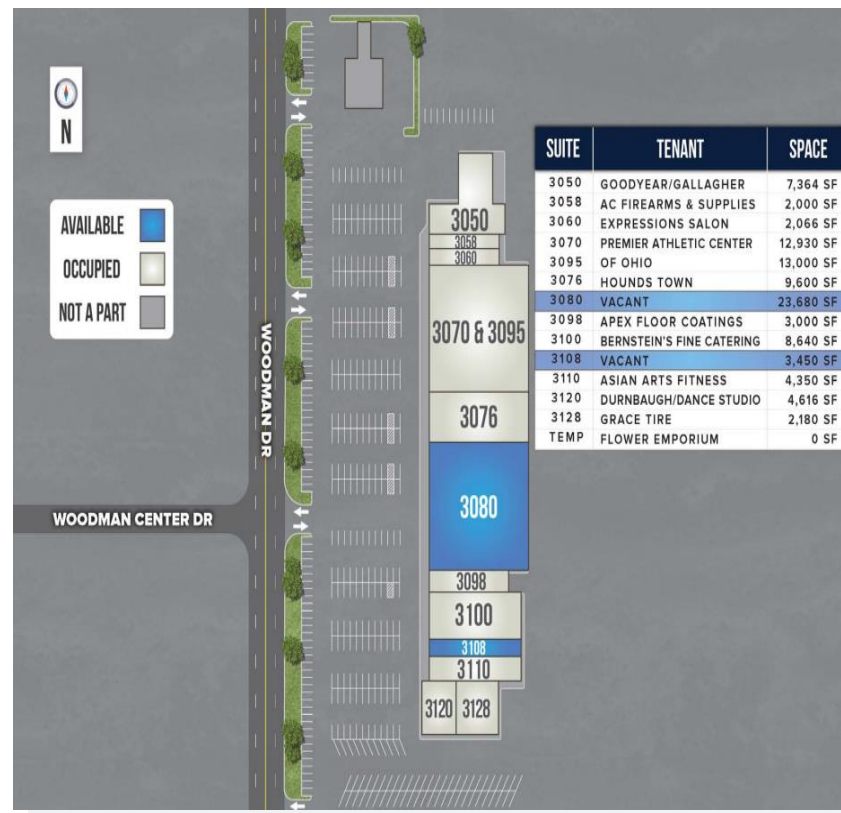 N
AVAILABLE
OCCUPIED
NOT A PART
WOODMAN DR
WOODMAN CENTER DR
3050
3058
3060
3070 & 3095
3076
3080
3098
3100
3108
3110
3120 3128
SUITE TENANT SPACE
3050 GOODYEAR/GALLAGHER 7,364 SF
3058 AC FIREARMS & SUPPLIES 2,000 SF
3060 EXPRESSIONS SALON 2,066 SF
3070 PREMIER ATHLETIC CENTER 12,930 SF
3095 OF OHIO 13,000 SF
3076 HOUNDS TOWN 9,600 SF
3080 VACANT 23,680 SF
3098 APEX FLOOR COATINGS 3,000 SF
3100 BERNSTEIN'S FINE CATERING 8,640 SF
3108 VACANT 3,450 SF
3110 ASIAN ARTS FITNESS 4,350 SF
3120 DURNBAUGH/DANCE STUDIO 4,616 SF
3128 GRACE TIRE 2,180 SF
TEMP FLOWER EMPORIUM 0 SF